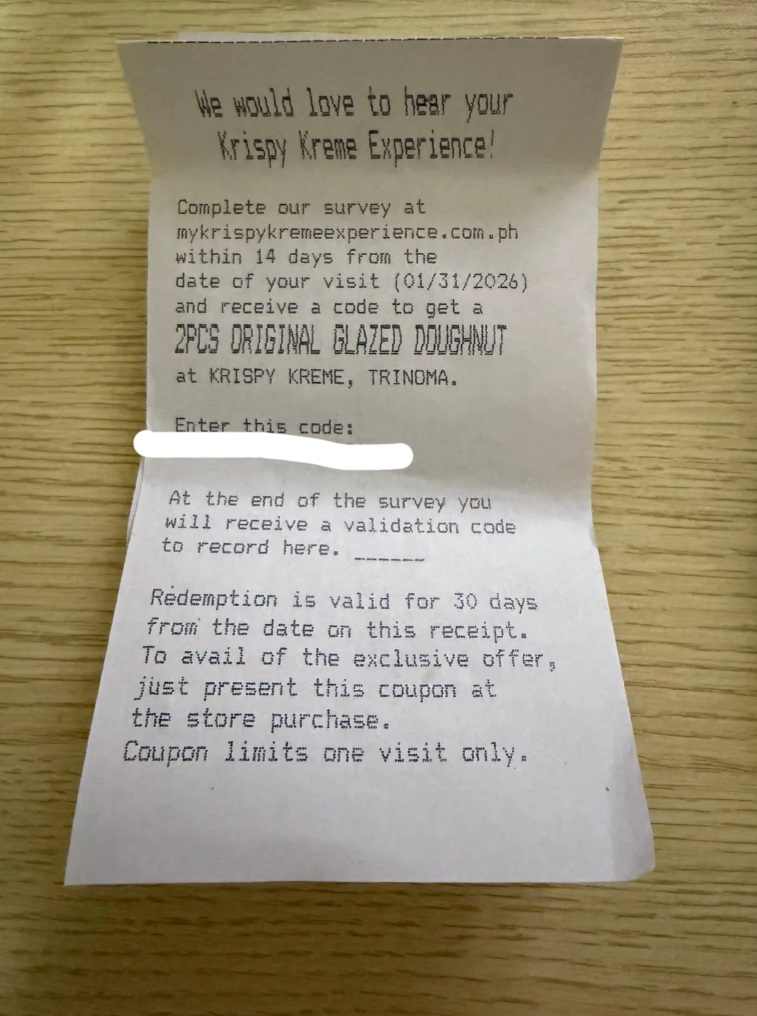 We would love to hear your
Krispy Kreme Experience!
Complete our survey at
mykrispykremeexperience.com.ph
within 14 days from the
date of your visit (01/31/2026)
and receive a code to get a
2PCS ORIGINAL GLAZED DOUGHNUT
at KRISPY KREME, TRINOMA.
Enter this code:
At the end of the survey you
will receive a validation code
to record here. ______
Redemption is valid for 30 days
from the date on this receipt.
To avail of the exclusive offer,
just present this coupon at
the store purchase.
Coupon limits one visit only.